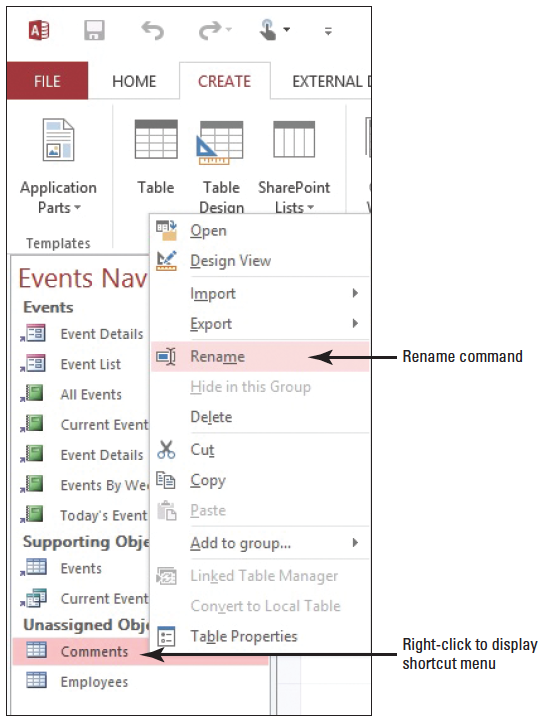 FILE HOME CREATE EXTERNAL
Application Parts
Table
Table Design
SharePoint Lists
Templates
Events Nav
Events
Event Details
Event List
All Events
Current Event
Event Details
Events By We
Today's Event
Supporting Obje
Events
Current Event
Unassigned Obje
Comments
Employees
Open
Design View
Import
Export
Rename
Hide in this Group
Delete
Cut
Copy
Paste
Add to group...
Linked Table Manager
Convert to Local Table
Table Properties
Rename command
Right-click to display
shortcut menu